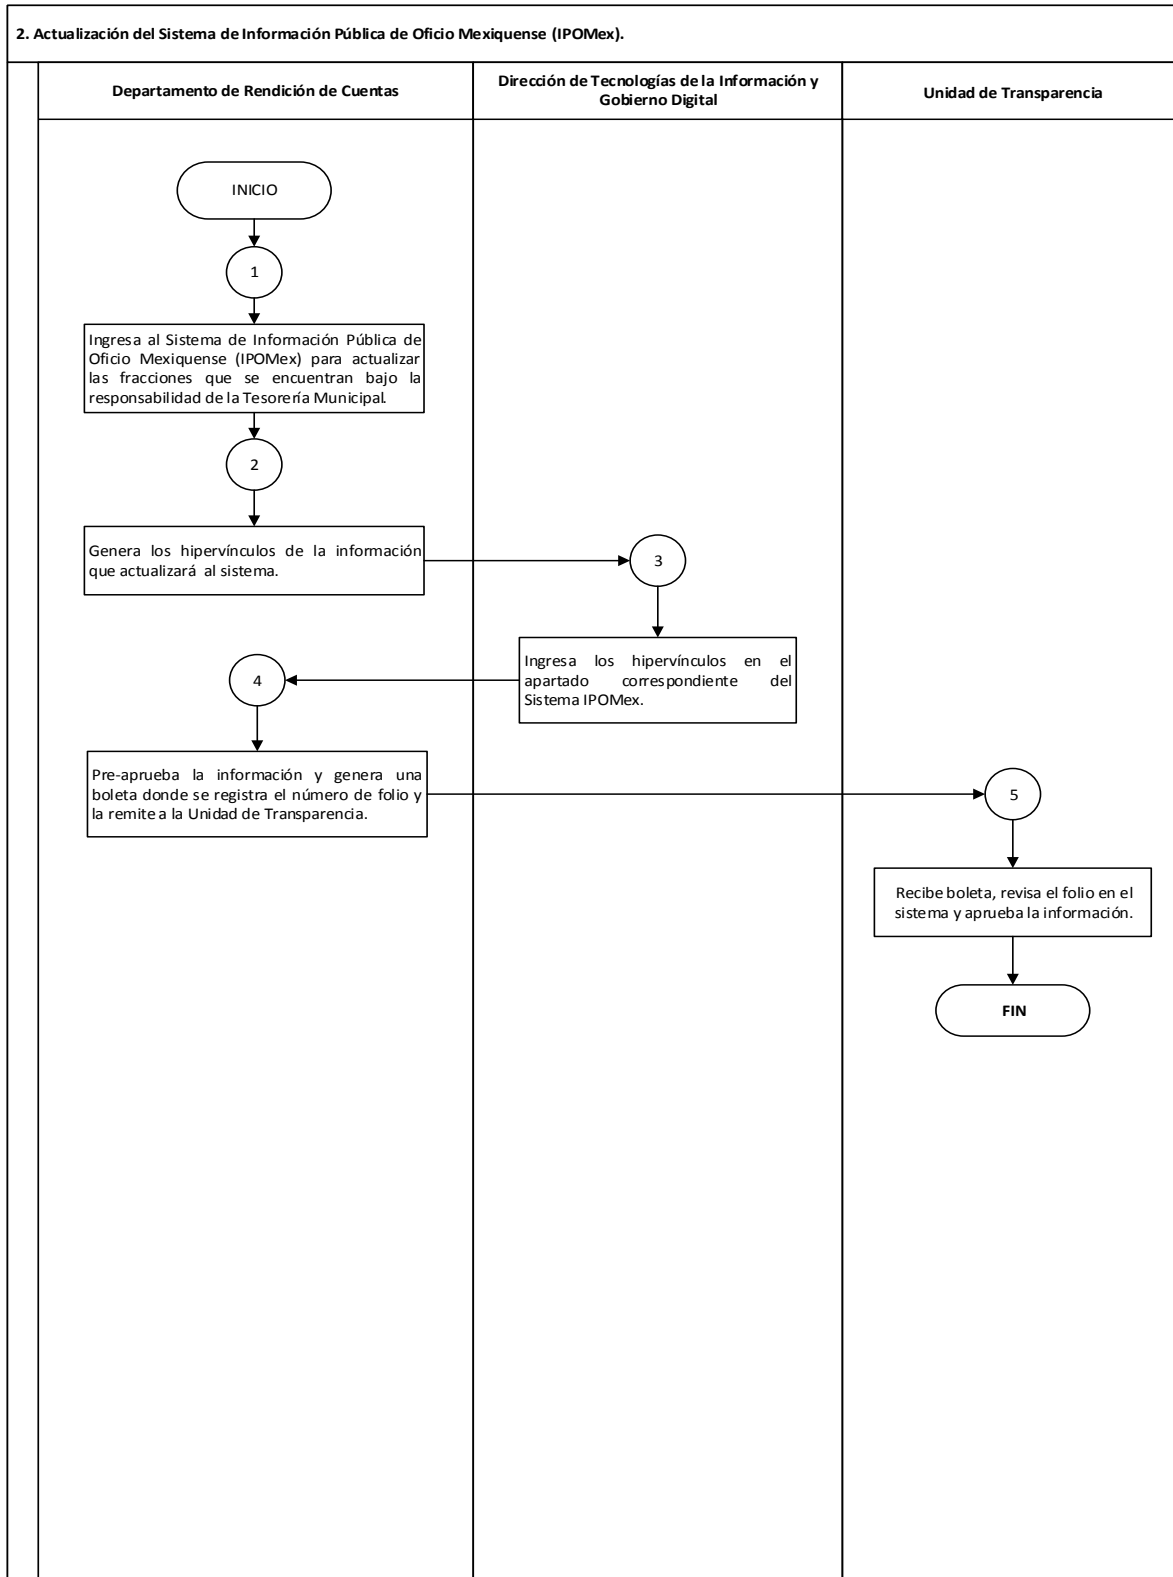 2. Actualización del Sistema de Información Pública de Oficio Mexiquense (IPOMex).
Departamento de Rendición de Cuentas
Dirección de Tecnologías de la Información y
Gobierno Digital
Unidad de Transparencia
INICIO
1
Ingresa al Sistema de Información Pública de
Oficio Mexiquense (IPOMex) para actualizar
las fracciones que se encuentran bajo la
responsabilidad de la Tesorería Municipal.
2
Genera los hipervínculos de la información
que actualizará al sistema.
3
Ingresa los hipervínculos en el
apartado correspondiente del
Sistema IPOMex.
4
Pre-aprueba la información y genera una
boleta donde se registra el número de folio y
la remite a la Unidad de Transparencia.
5
Recibe boleta, revisa el folio en el
sistema y aprueba la información.
FIN